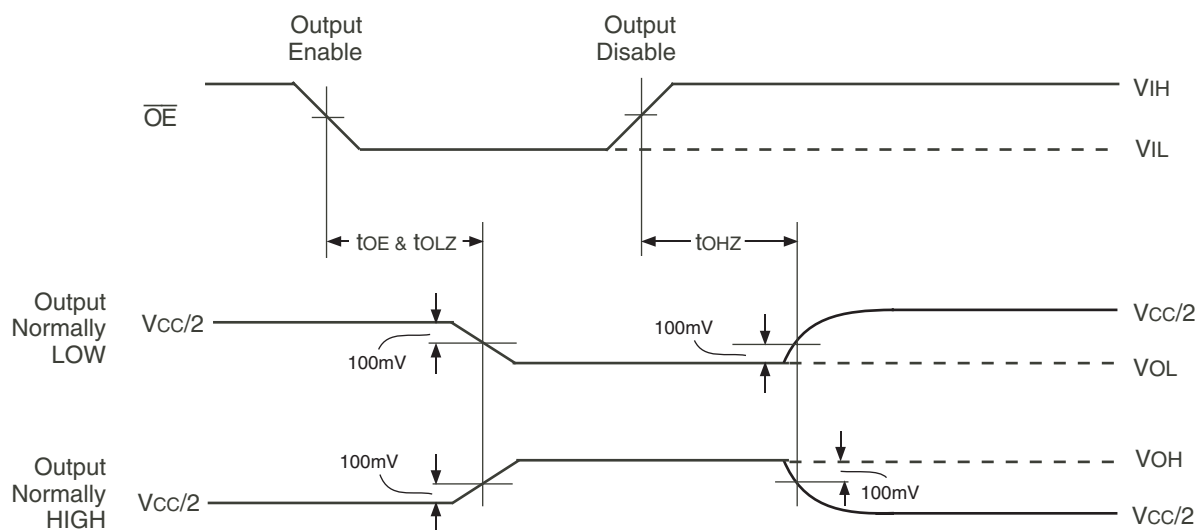 Output
Enable
Output
Disable
OE
VIH
VIL
tOE & tOLZ
tOHZ
Output
Normally
LOW
VCC/2
100mV
100mV
VCC/2
VOL
Output
Normally
HIGH
VCC/2
100mV
100mV
VOH
VCC/2